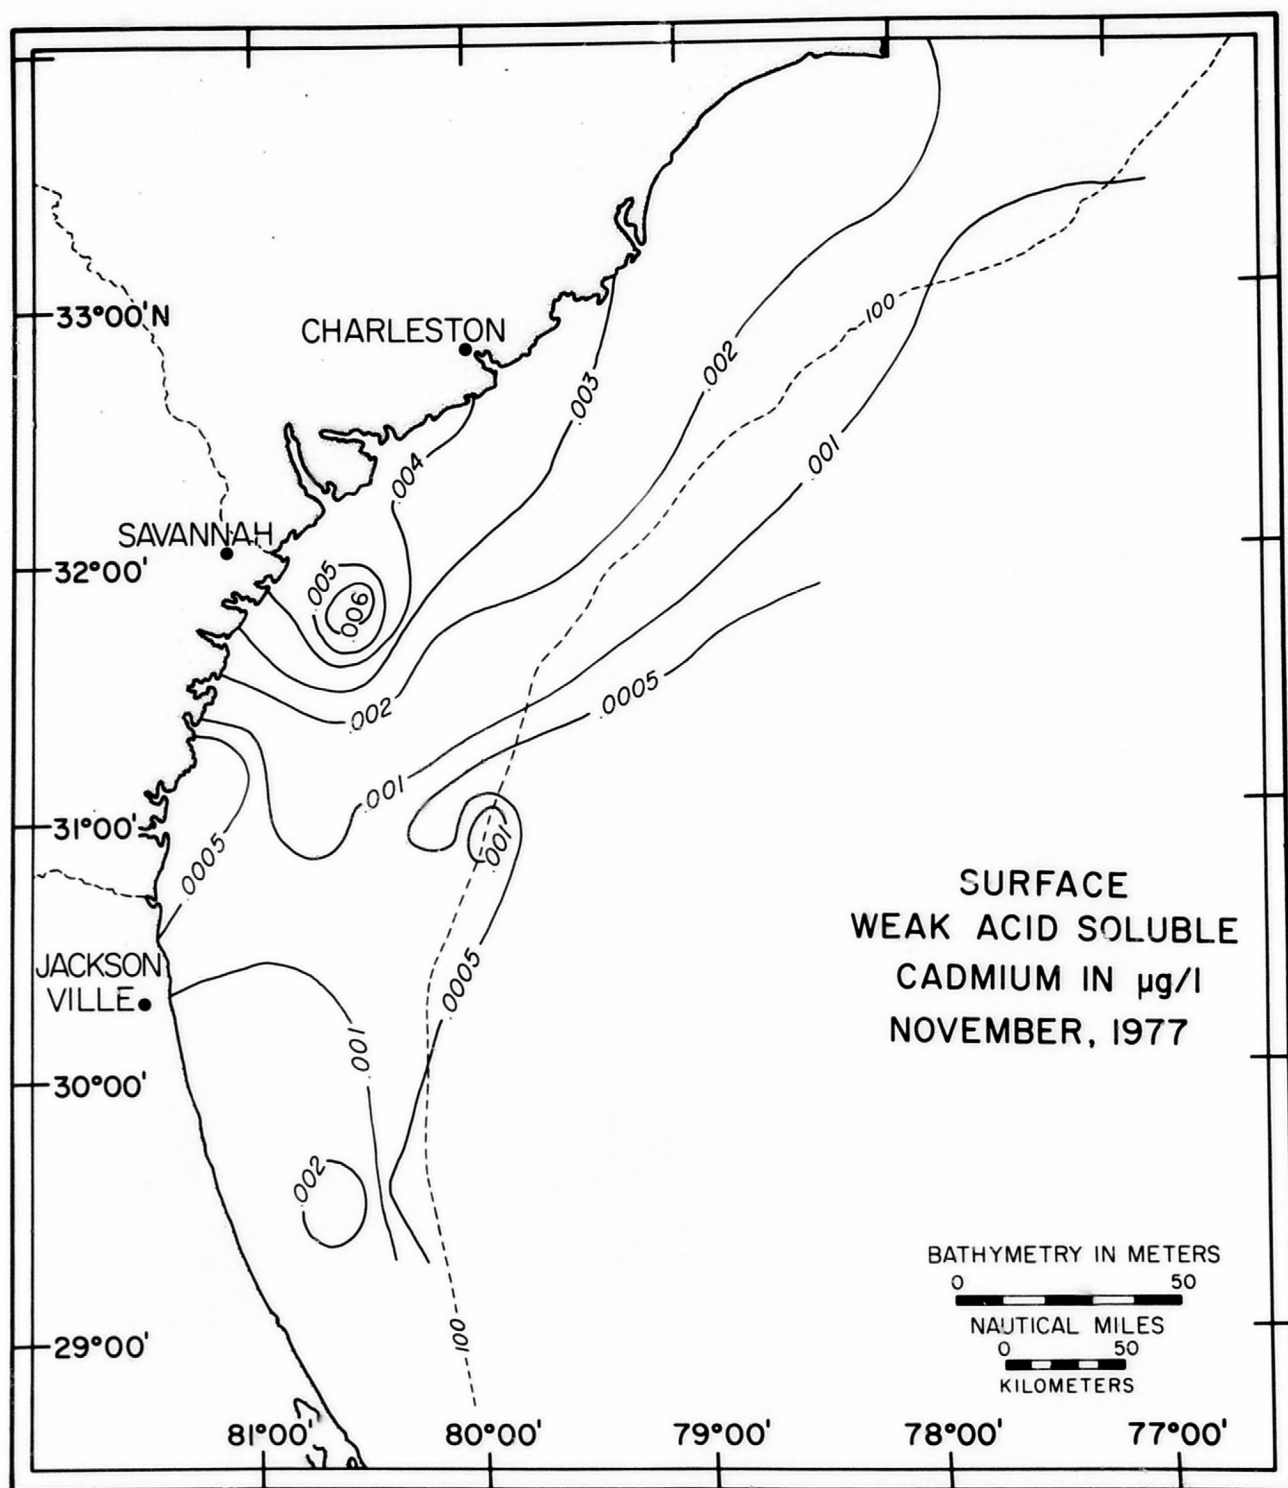 33°00'N
CHARLESTON
100
.002
.003
.001
.004
SAVANNAH
32°00'
.005
.006
.0005
.002
.001
31°00'
.001
.0005
SURFACE
WEAK ACID SOLUBLE
CADMIUM IN µg/l
NOVEMBER, 1977
JACKSON
VILLE
.0005
.001
30°00'
.002
BATHYMETRY IN METERS
0 50
NAUTICAL MILES
0 50
KILOMETERS
100
29°00'
81°00' 80°00' 79°00' 78°00' 77°00'